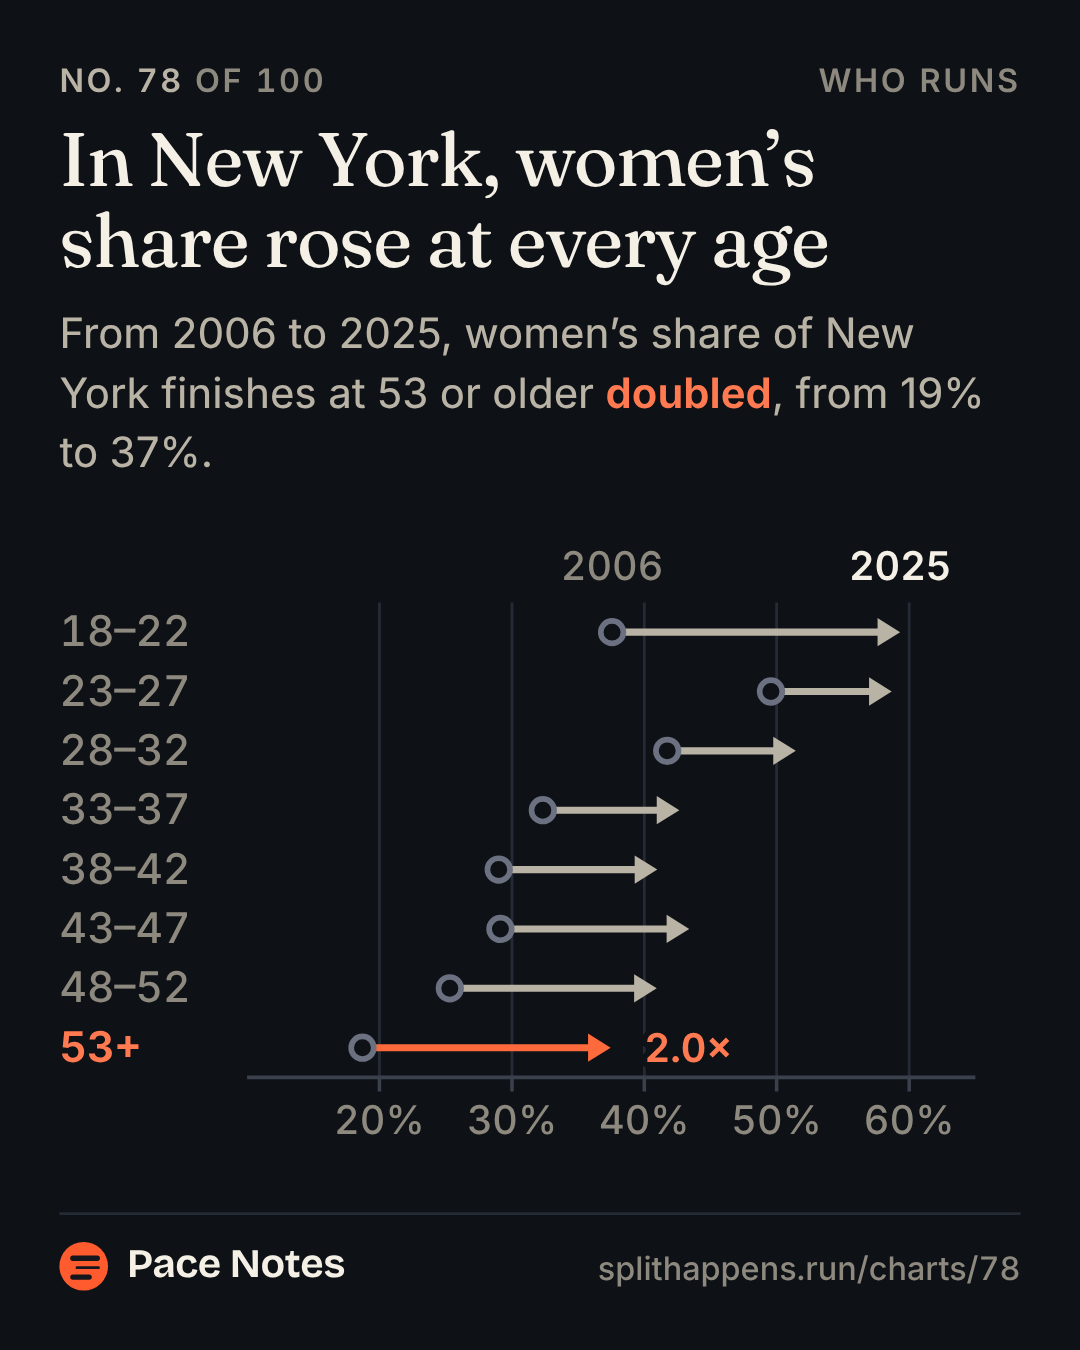 NO. 78 OF 100
WHO RUNS
In New York, women’s
share rose at every age
From 2006 to 2025, women’s share of New
York finishes at 53 or older doubled, from 19%
to 37%.
2006 2025
18–22
23–27
28–32
33–37
38–42
43–47
48–52
53+ 2.0×
20% 30% 40% 50% 60%
Pace Notes
splithappens.run/charts/78